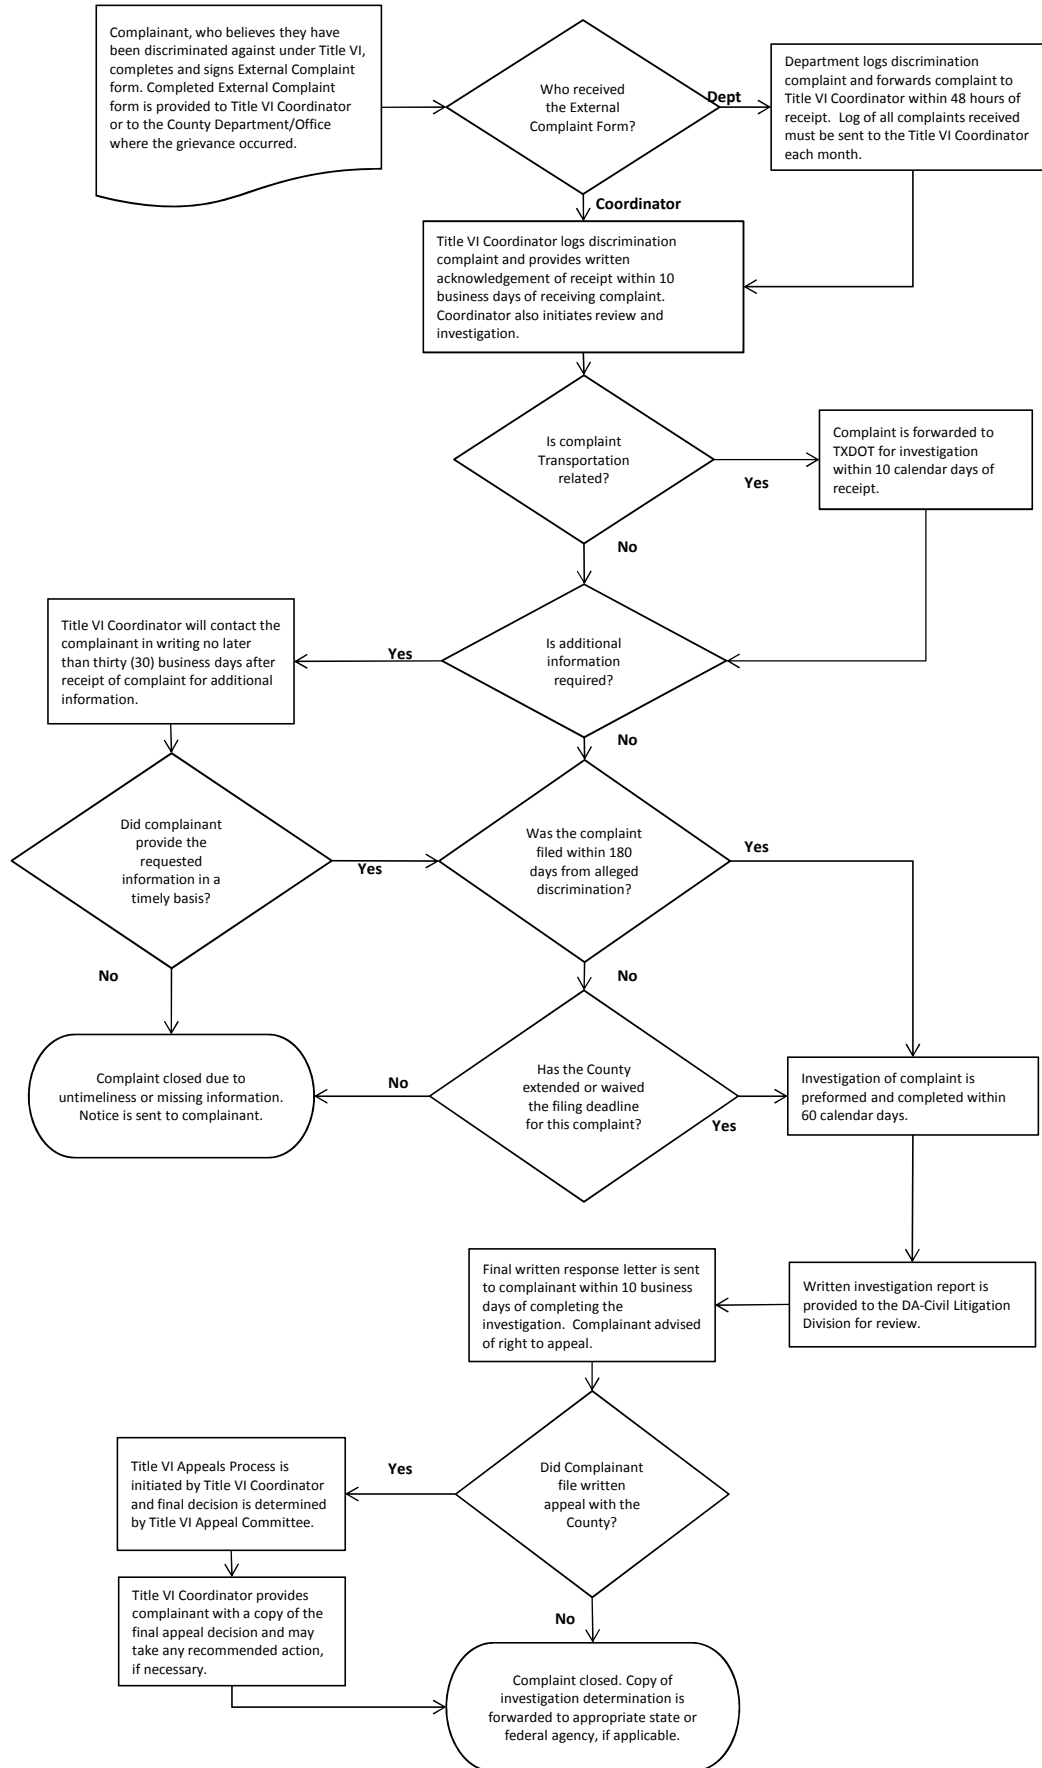 Complainant, who believes they have
been discriminated against under Title VI,
completes and signs External Complaint
form. Completed External Complaint
form is provided to Title VI Coordinator
or to the County Department/Office
where the grievance occurred.
Who received
the External
Complaint Form?
Dept
Department logs discrimination
complaint and forwards complaint to
Title VI Coordinator within 48 hours of
receipt. Log of all complaints received
must be sent to the Title VI Coordinator
each month.
Coordinator
Title VI Coordinator logs discrimination
complaint and provides written
acknowledgement of receipt within 10
business days of receiving complaint.
Coordinator also initiates review and
investigation.
Is complaint
Transportation
related?
Yes
Complaint is forwarded to
TXDOT for investigation
within 10 calendar days of
receipt.
No
Is additional
information
required?
Yes
Title VI Coordinator will contact the
complainant in writing no later
than thirty (30) business days after
receipt of complaint for additional
information.
No
Did complainant
provide the
requested
information in a
timely basis?
Yes
Was the complaint
filed within 180
days from alleged
discrimination?
Yes
No
No
Complaint closed due to
untimeliness or missing information.
Notice is sent to complainant.
No
Has the County
extended or waived
the filing deadline
for this complaint?
Yes
Investigation of complaint is
preformed and completed within
60 calendar days.
Written investigation report is
provided to the DA-Civil Litigation
Division for review.
Final written response letter is sent
to complainant within 10 business
days of completing the
investigation. Complainant advised
of right to appeal.
Did Complainant
file written
appeal with the
County?
Yes
Title VI Appeals Process is
initiated by Title VI Coordinator
and final decision is determined
by Title VI Appeal Committee.
Title VI Coordinator provides
complainant with a copy of the
final appeal decision and may
take any recommended action,
if necessary.
No
Complaint closed. Copy of
investigation determination is
forwarded to appropriate state or
federal agency, if applicable.